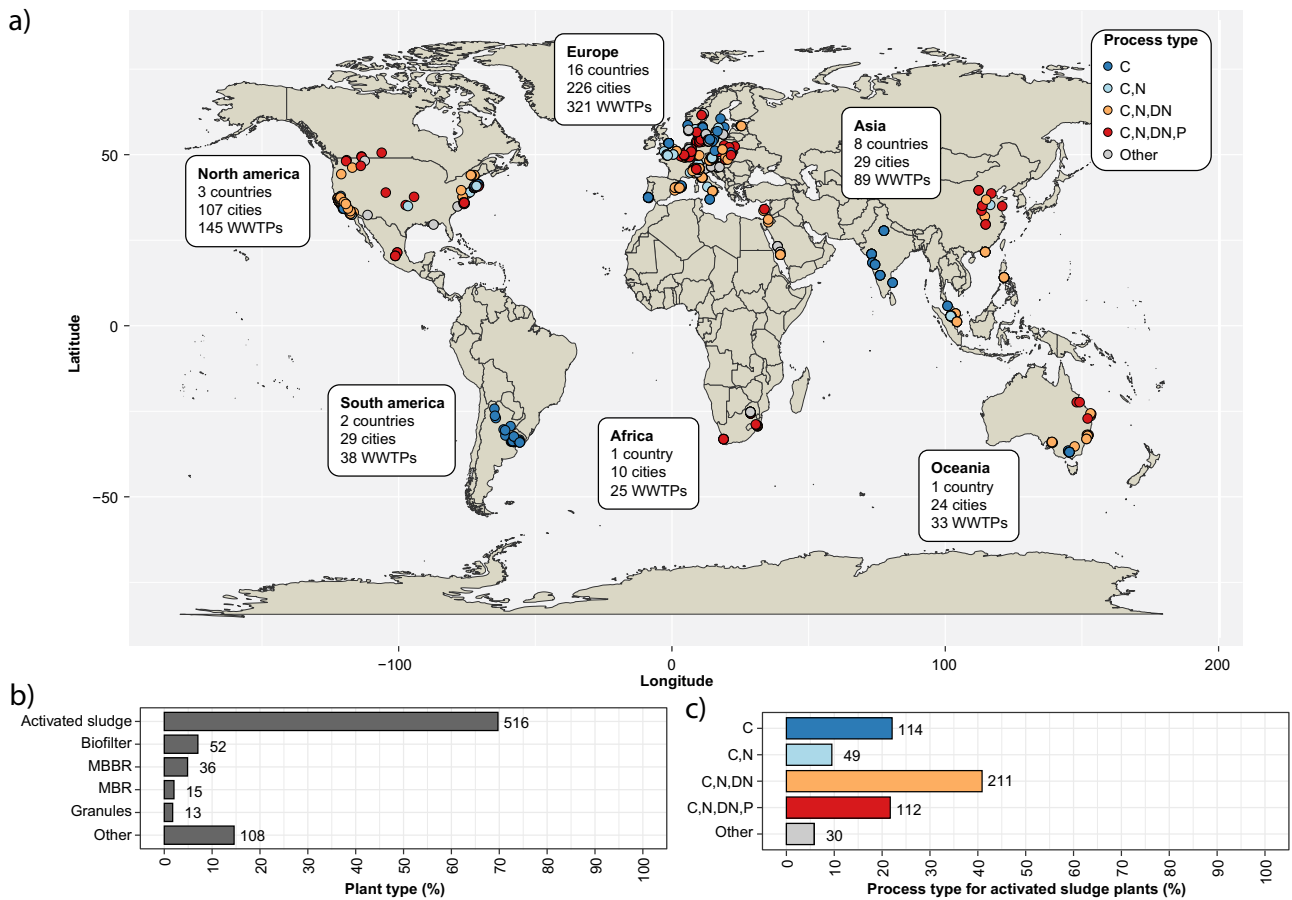 a)
Europe
16 countries
226 cities
321 WWTPs
Process type
C
C,N
C,N,DN
C,N,DN,P
Other
Asia
8 countries
29 cities
89 WWTPs
North america
3 countries
107 cities
145 WWTPs
South america
2 countries
29 cities
38 WWTPs
Africa
1 country
10 cities
25 WWTPs
Oceania
1 country
24 cities
33 WWTPs
Latitude
50
0
−50
−100 0 100 200
Longitude
b)
Activated sludge 516
Biofilter 52
MBBR 36
MBR 15
Granules 13
Other 108
0 10 20 30 40 50 60 70 80 90 100
Plant type (%)
c)
C 114
C,N 49
C,N,DN 211
C,N,DN,P 112
Other 30
0 10 20 30 40 50 60 70 80 90 100
Process type for activated sludge plants (%)